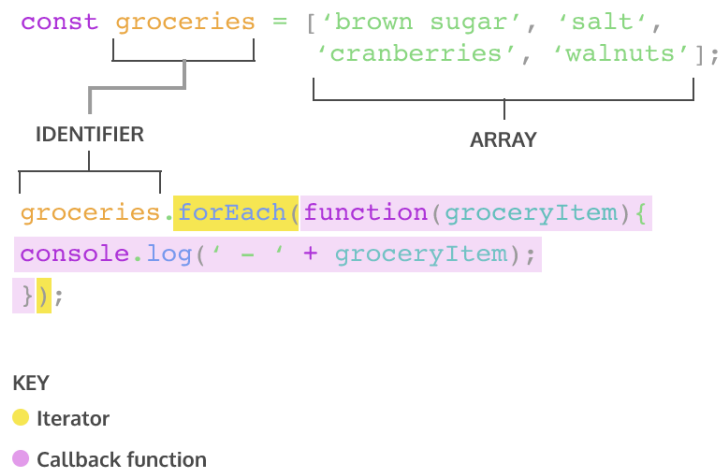 const groceries = [‘brown sugar’, ‘salt‘,
‘cranberries’, ‘walnuts’];
IDENTIFIER
ARRAY
groceries.forEach(function(groceryItem){
console.log(‘ – ‘ + groceryItem);
});
KEY
Iterator
Callback function